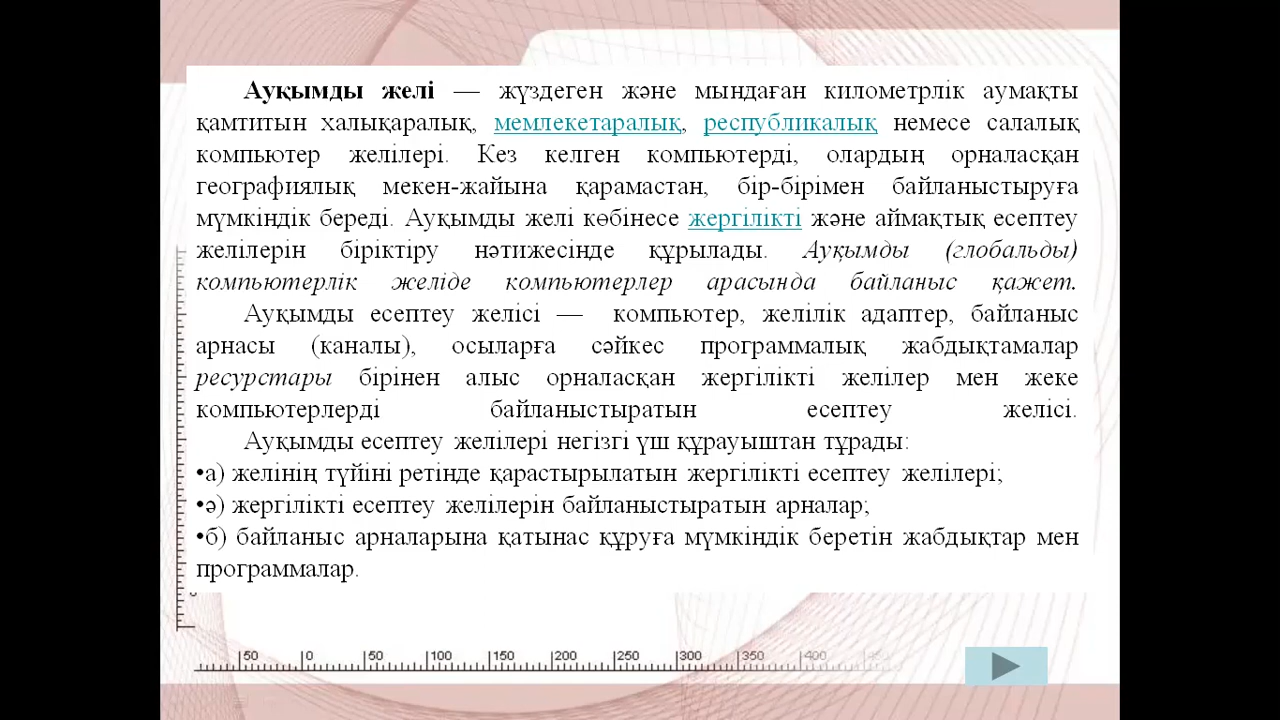 Ауқымды желі — жүздеген және мындаған километрлік аумақты
қамтитын халықаралық, мемлекетаралық, республикалық немесе салалық
компьютер желілері. Кез келген компьютерді, олардың орналасқан
географиялық мекен-жайына қарамастан, бір-бірімен байланыстыруға
мүмкіндік береді. Ауқымды желі көбінесе жергілікті және аймақтық есептеу
желілерін біріктіру нәтижесінде құрылады. Ауқымды (глобальды)
компьютерлік желіде компьютерлер арасында байланыс қажет.
Ауқымды есептеу желісі — компьютер, желілік адаптер, байланыс
арнасы (каналы), осыларға сәйкес программалық жабдықтамалар
ресурстары бірінен алыс орналасқан жергілікті желілер мен жеке
компьютерлерді байланыстыратын есептеу желісі.
Ауқымды есептеу желілері негізгі үш құрауыштан тұрады:
•а) желінің түйіні ретінде қарастырылатын жергілікті есептеу желілері;
•ә) жергілікті есептеу желілерін байланыстыратын арналар;
•б) байланыс арналарына қатынас құруға мүмкіндік беретін жабдықтар мен
программалар.
50 0 50 100 150 200 250 300 350 400 450